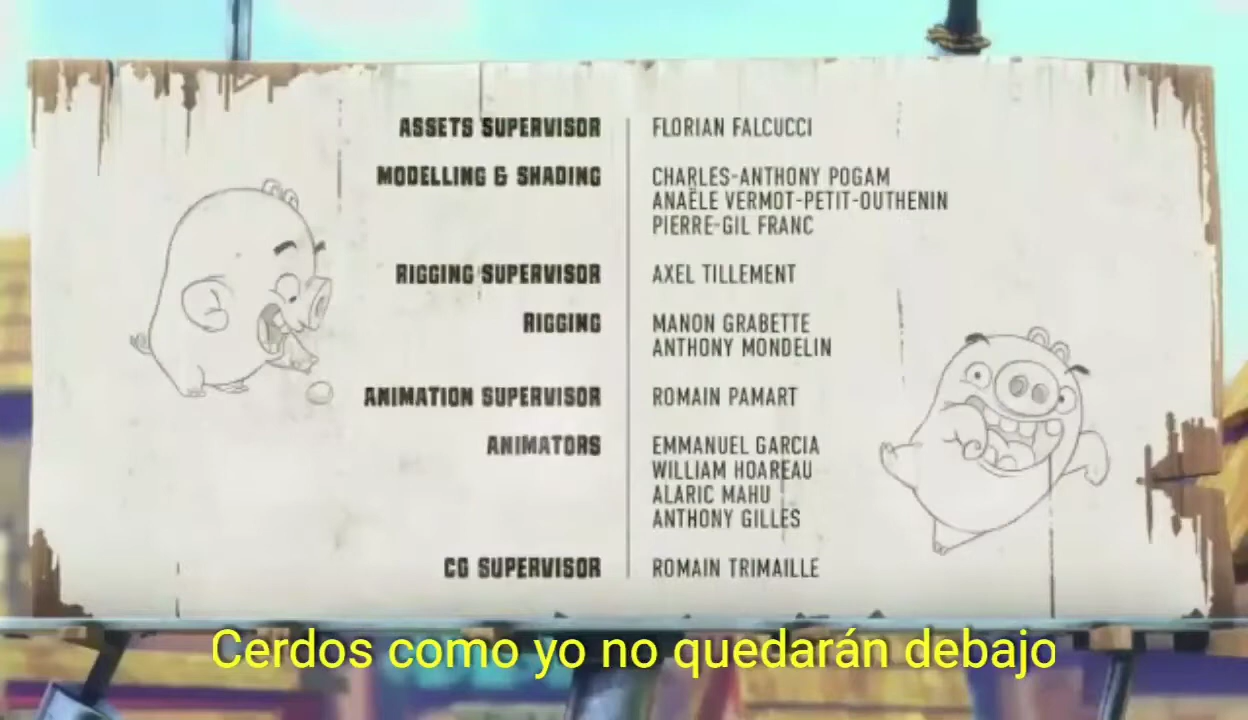 ASSETS SUPERVISOR FLORIAN FALCUCCI
MODELLING & SHADING CHARLES-ANTHONY POGAM
ANAËLE VERMOT-PETIT-OUTHENIN
PIERRE-GIL FRANC
RIGGING SUPERVISOR AXEL TILLEMENT
RIGGING MANON GRABETTE
ANTHONY MONDELIN
ANIMATION SUPERVISOR ROMAIN PAMART
ANIMATORS EMMANUEL GARCIA
WILLIAM HOAREAU
ALARIC MAHU
ANTHONY GILLES
CG SUPERVISOR ROMAIN TRIMAILLE
Cerdos como yo no quedarán debajo